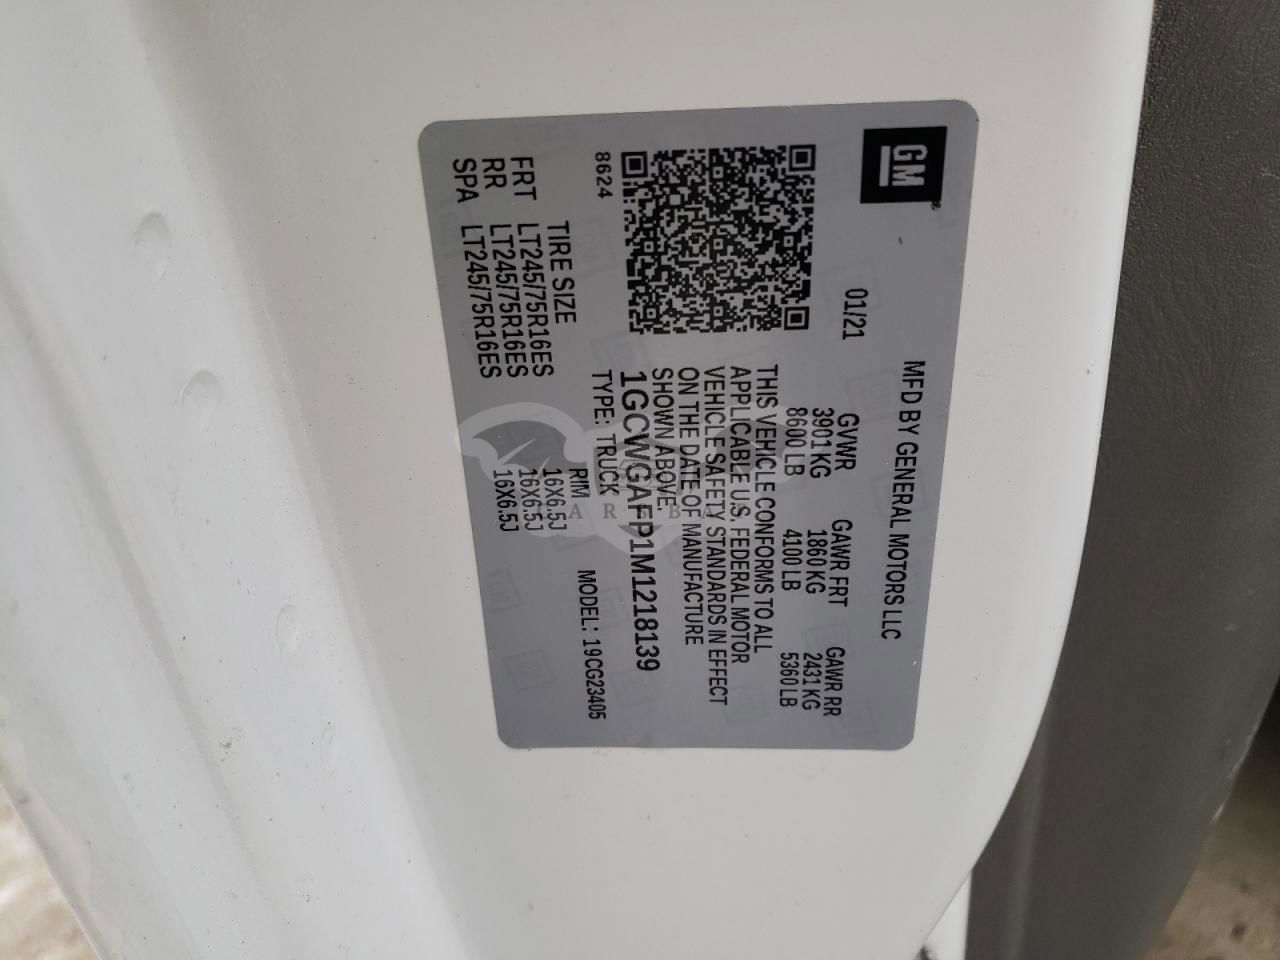 GM
01/21
MFD BY GENERAL MOTORS LLC
GVWR GAWR FRT GAWR RR
3901 KG 1860 KG 2431 KG
8600 LB 4100 LB 5360 LB
THIS VEHICLE CONFORMS TO ALL
APPLICABLE U.S. FEDERAL MOTOR
VEHICLE SAFETY STANDARDS IN EFFECT
ON THE DATE OF MANUFACTURE
SHOWN ABOVE.
1GCWGAFP1M1218139
TYPE: TRUCK MODEL: 19CG23405
8624
TIRE SIZE RIM
FRT LT245/75R16ES 16X6.5J
RR LT245/75R16ES 16X6.5J
SPA LT245/75R16ES 16X6.5J